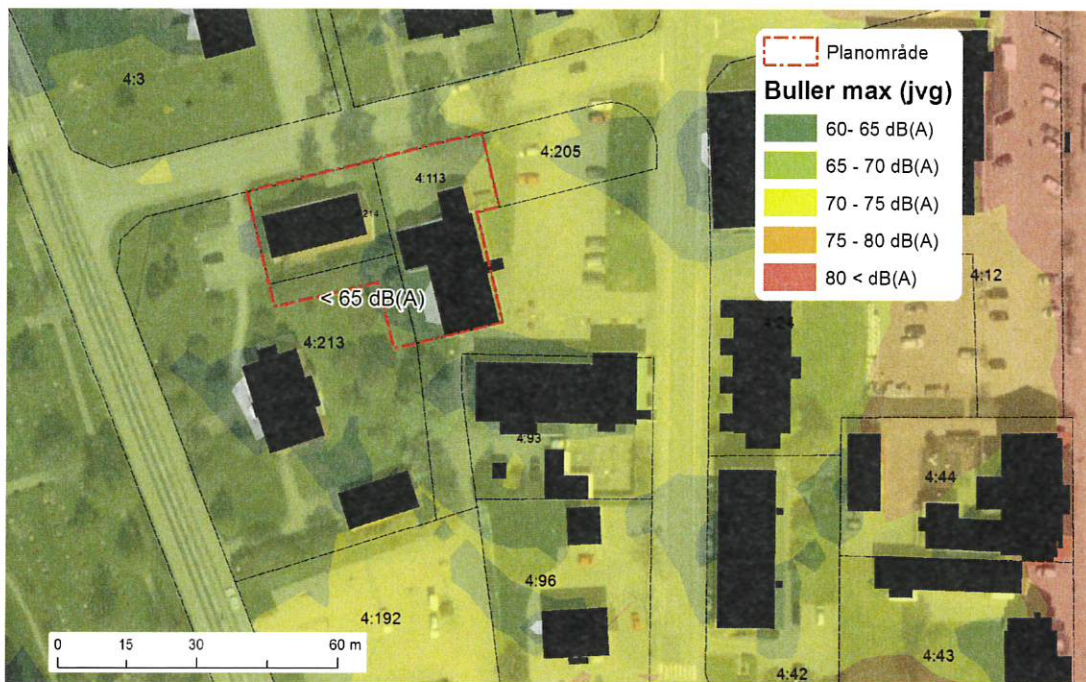 4:3
Planområde
Buller max (jvg)
60- 65 dB(A)
65 - 70 dB(A)
70 - 75 dB(A)
75 - 80 dB(A)
80 < dB(A)
4:205
4:113
4:12
< 65 dB(A)
4:213
4:93
4:44
4:96
4:192
4:43
4:42
0 15 30 60 m